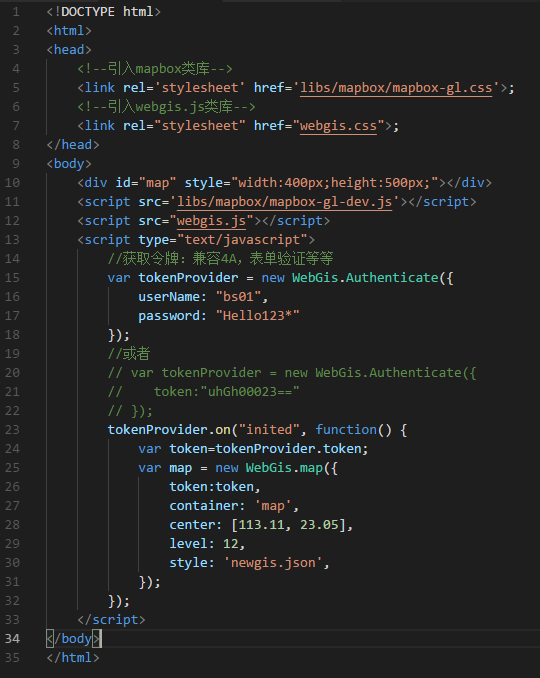 1 <!DOCTYPE html>
2 <html>
3 <head>
4     <!--引入mapbox类库-->
5     <link rel='stylesheet' href='libs/mapbox/mapbox-gl.css'>;
6     <!--引入webgis.js类库-->
7     <link rel="stylesheet" href="webgis.css">;
8 </head>
9 <body>
10     <div id="map" style="width:400px;height:500px;"></div>
11     <script src='libs/mapbox/mapbox-gl-dev.js'></script>
12     <script src="webgis.js"></script>
13     <script type="text/javascript">
14         //获取令牌：兼容4A，表单验证等等
15         var tokenProvider = new WebGis.Authenticate({
16             userName: "bs01",
17             password: "Hello123*"
18         });
19         //或者
20         // var tokenProvider = new WebGis.Authenticate({
21         //    token:"uhGh00023=="
22         // });
23         tokenProvider.on("inited", function() {
24             var token=tokenProvider.token;
25             var map = new WebGis.map({
26                 token:token,
27                 container: 'map',
28                 center: [113.11, 23.05],
29                 level: 12,
30                 style: 'newgis.json',
31             });
32         });
33     </script>
34 </body>
35 </html>